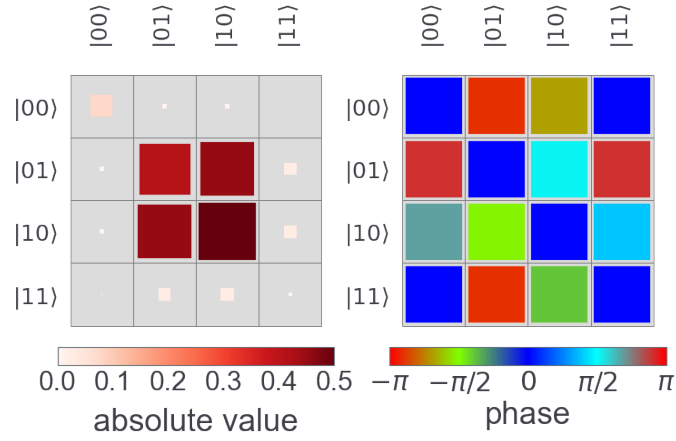 |00⟩ |01⟩ |10⟩ |11⟩ |00⟩ |01⟩ |10⟩ |11⟩
|00⟩ |00⟩
|01⟩ |01⟩
|10⟩ |10⟩
|11⟩ |11⟩
0.0 0.1 0.2 0.3 0.4 0.5 −π −π/2 0 π/2 π
absolute value phase